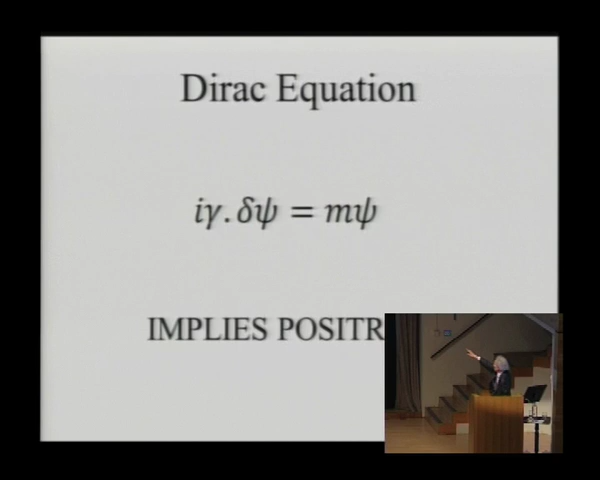 Dirac Equation
iγ.δψ = mψ
IMPLIES POSITR